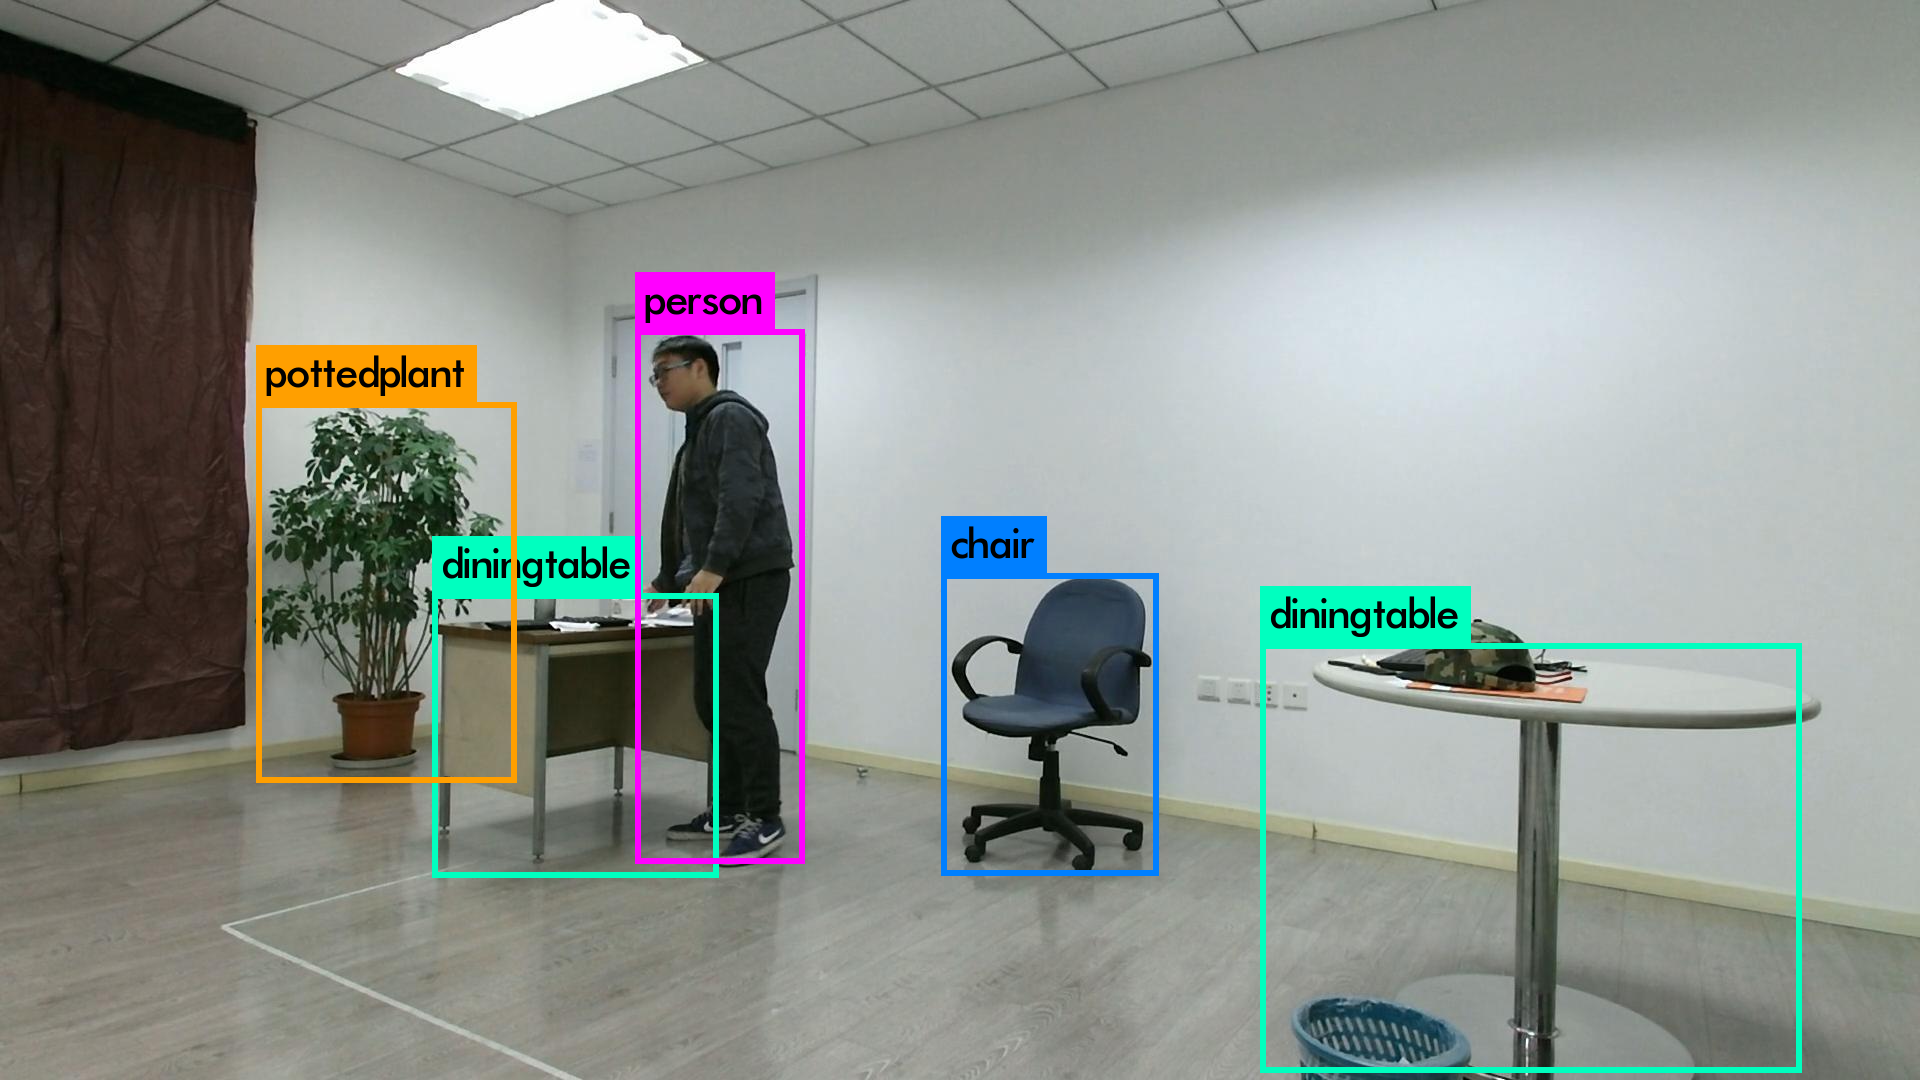 person
pottedplant
chair
diningtable
diningtable